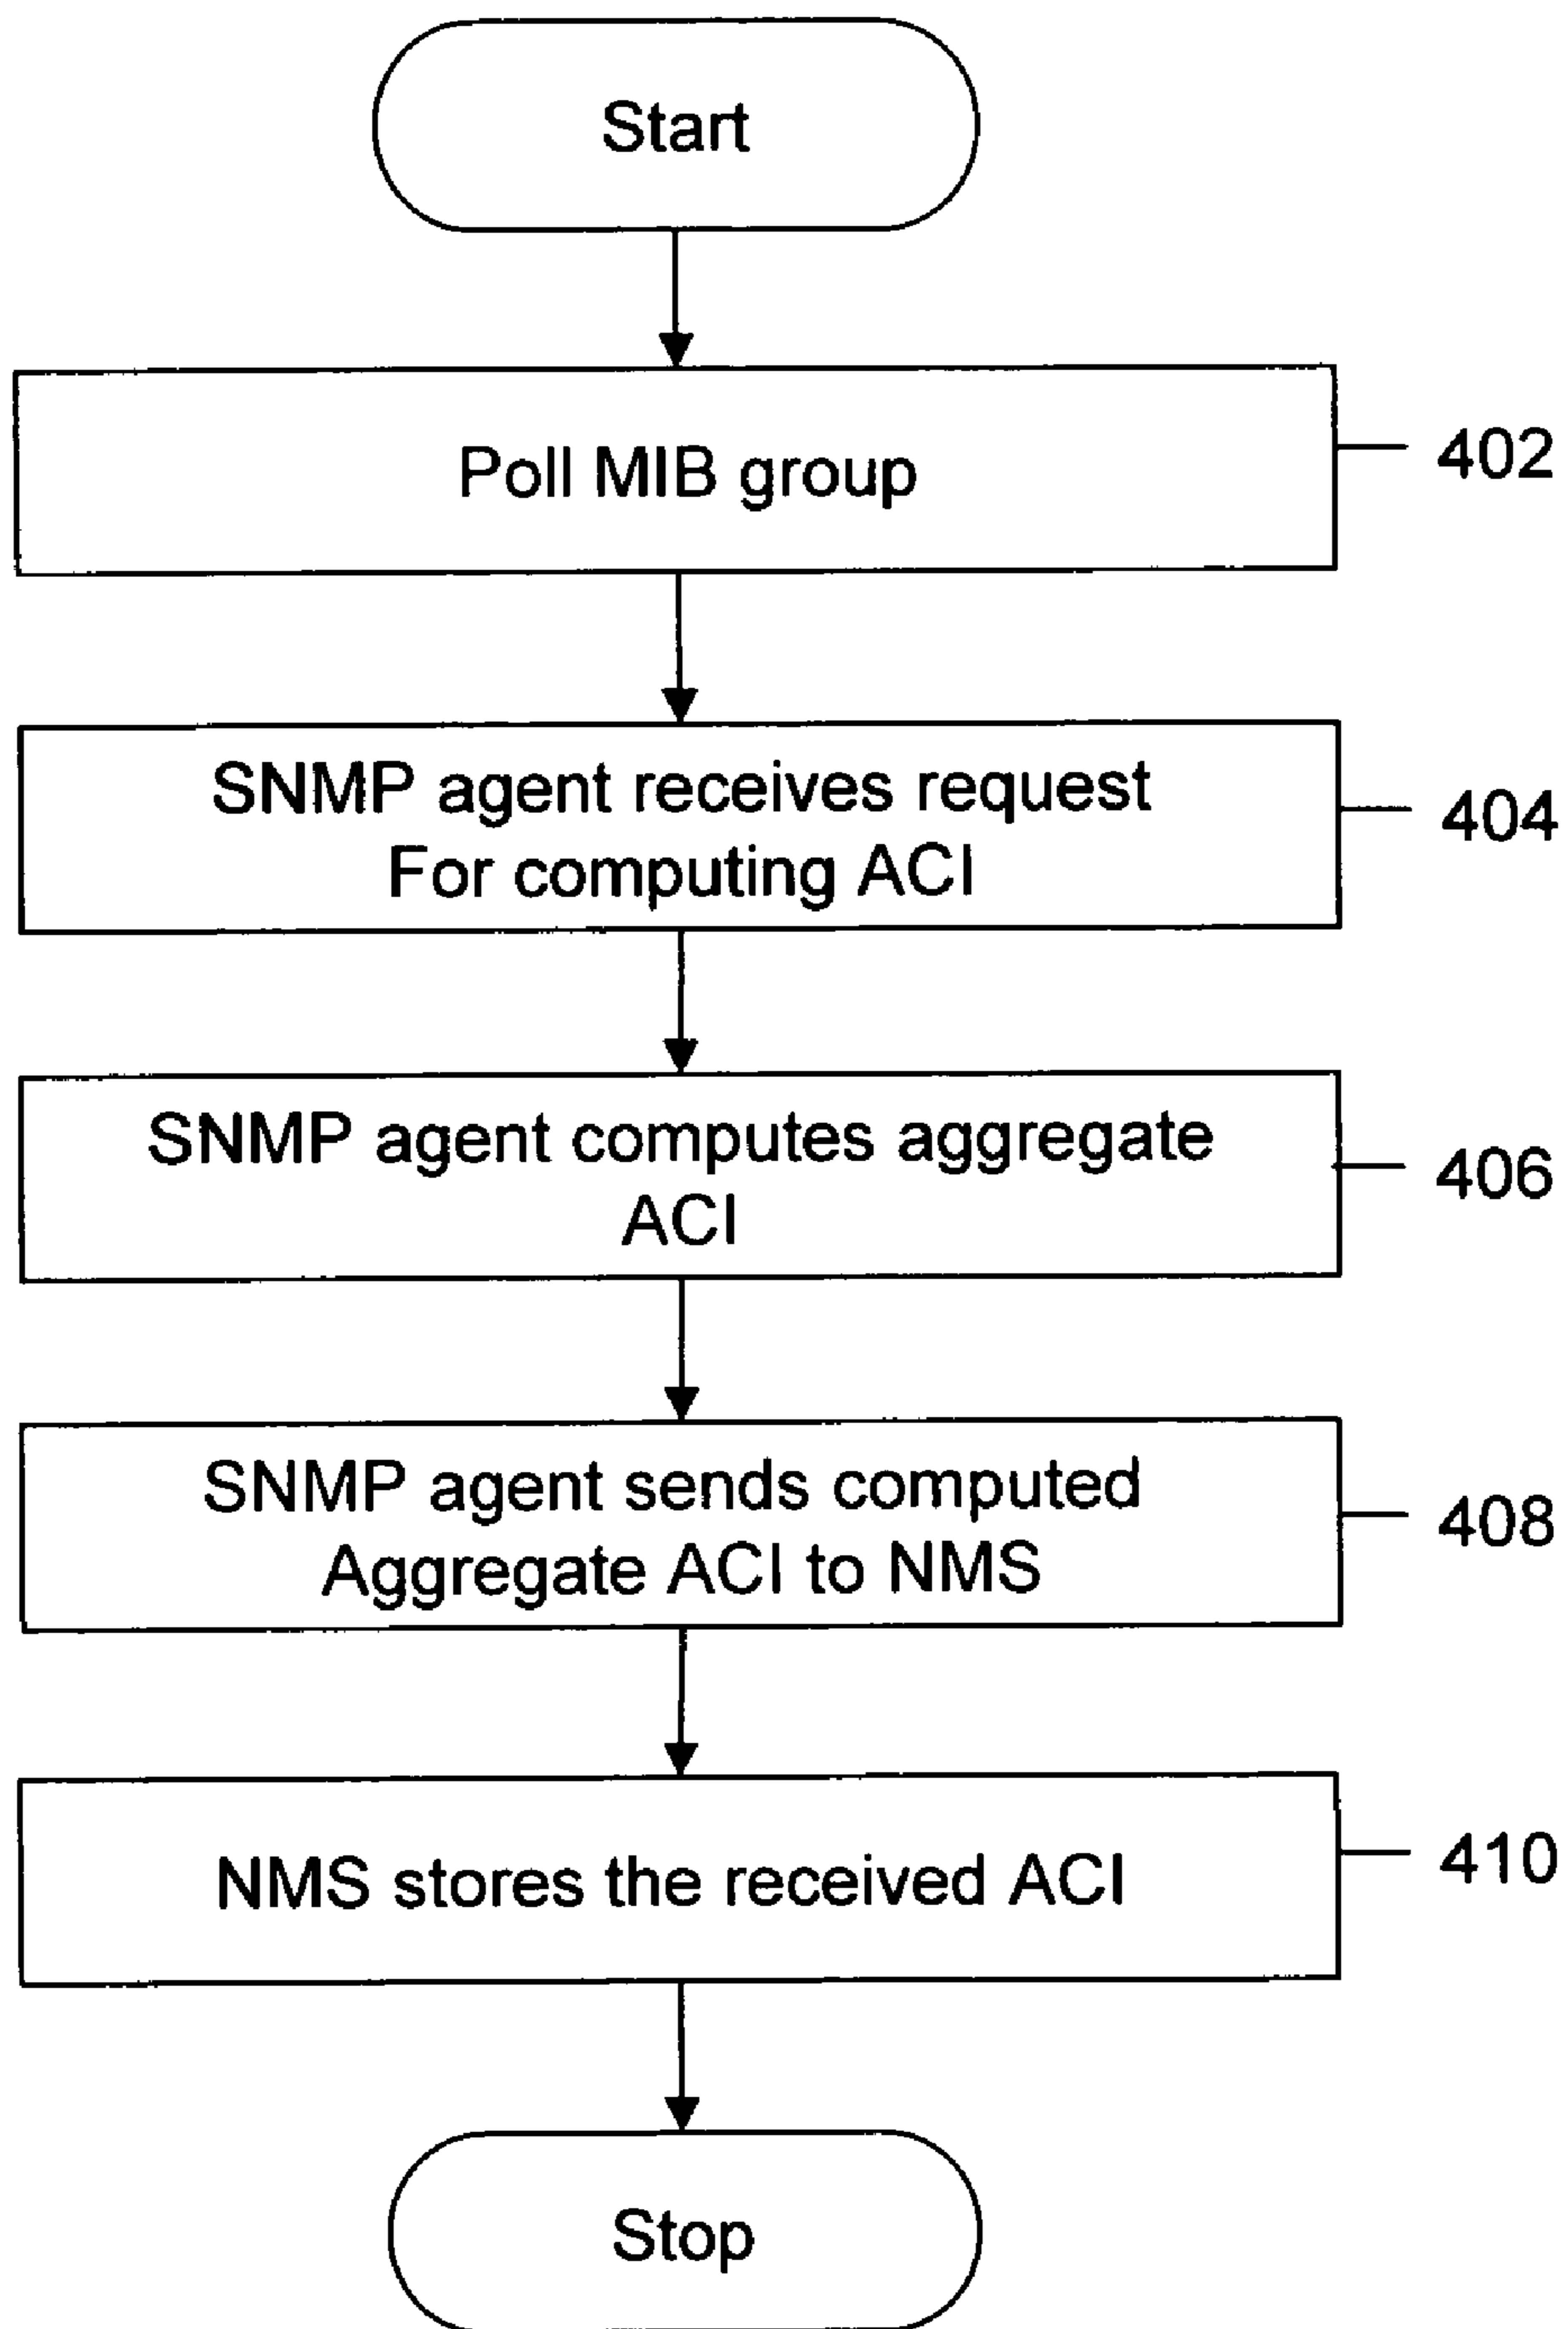 Start
Poll MIB group
402
SNMP agent receives request
For computing ACI
404
SNMP agent computes aggregate
ACI
406
SNMP agent sends computed
Aggregate ACI to NMS
408
NMS stores the received ACI
410
Stop